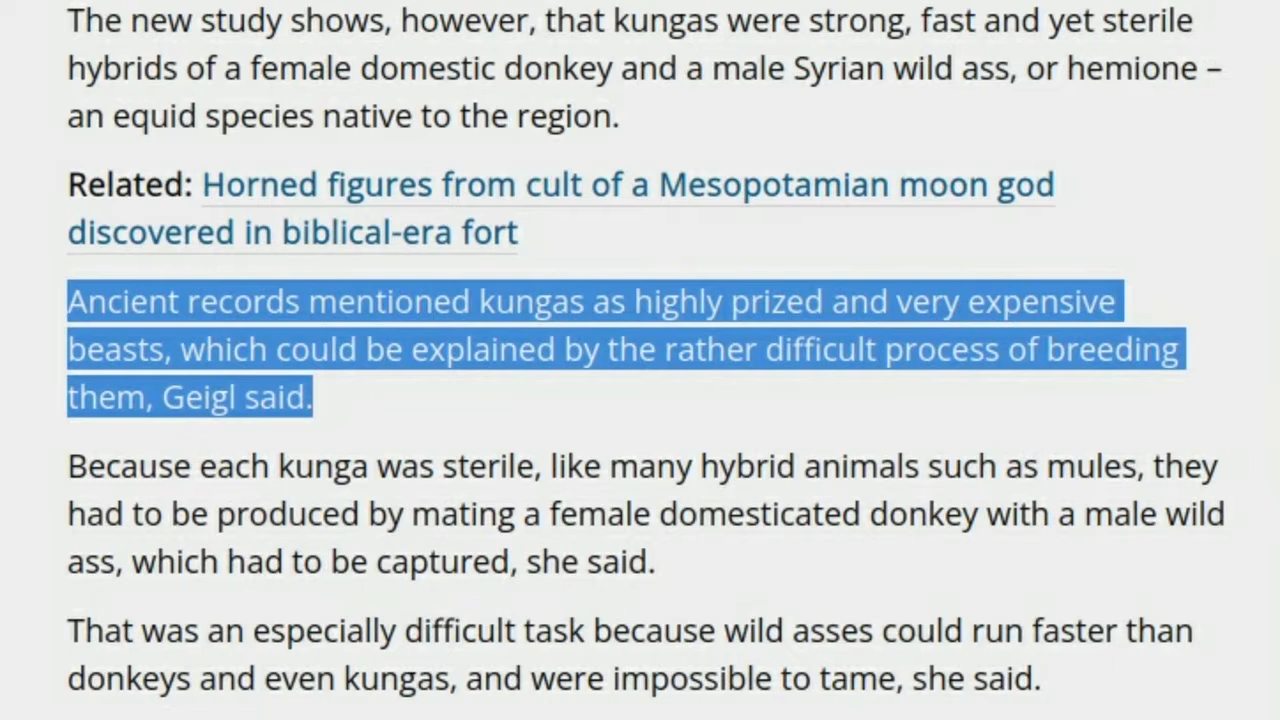 The new study shows, however, that kungas were strong, fast and yet sterile
hybrids of a female domestic donkey and a male Syrian wild ass, or hemione –
an equid species native to the region.
Related: Horned figures from cult of a Mesopotamian moon god
discovered in biblical-era fort
Ancient records mentioned kungas as highly prized and very expensive
beasts, which could be explained by the rather difficult process of breeding
them, Geigl said.
Because each kunga was sterile, like many hybrid animals such as mules, they
had to be produced by mating a female domesticated donkey with a male wild
ass, which had to be captured, she said.
That was an especially difficult task because wild asses could run faster than
donkeys and even kungas, and were impossible to tame, she said.